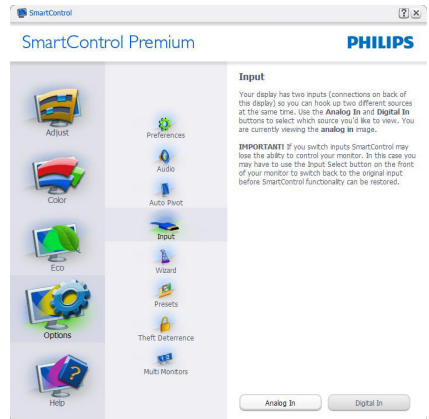 SmartControl
SmartControl Premium
PHILIPS
Adjust
Color
Eco
Options
Help
Preferences
Audio
Auto Pivot
Input
Wizard
Presets
Theft Deterrence
Multi Monitors
Input
Your display has two inputs (connections on back of
this display) so you can hook up two different sources
at the same time. Use the Analog In and Digital In
buttons to select which source you'd like to view. You
are currently viewing the analog in image.
IMPORTANT! If you switch inputs SmartControl may
lose the ability to control your monitor. In this case you
may have to use the Input Select button on the front
of your monitor to switch back to the original input
before SmartControl functionality can be restored.
Analog In
Digital In